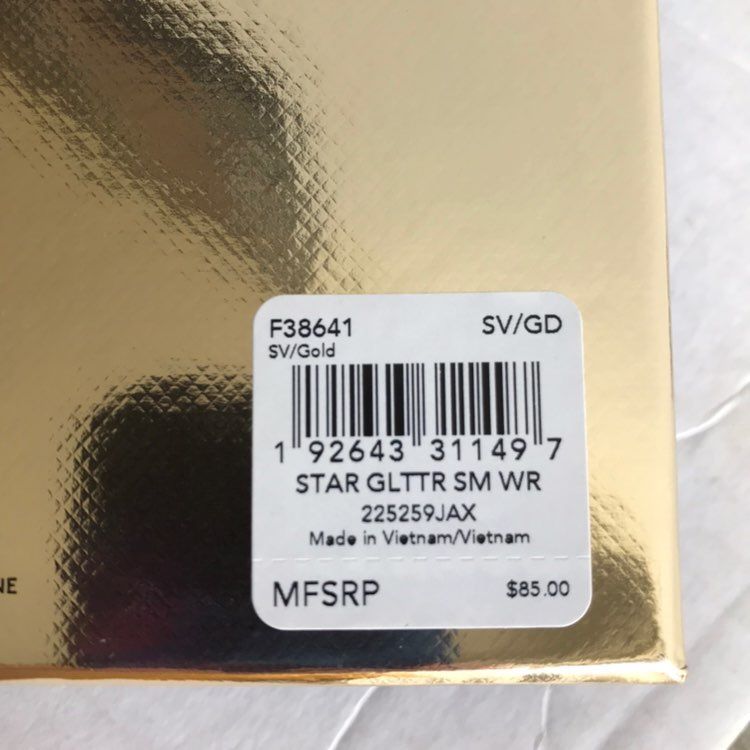 F38641 SV/GD
SV/Gold
1 92643 31149 7
STAR GLTTR SM WR
225259JAX
Made in Vietnam/Vietnam
MFSRP $85.00
NE